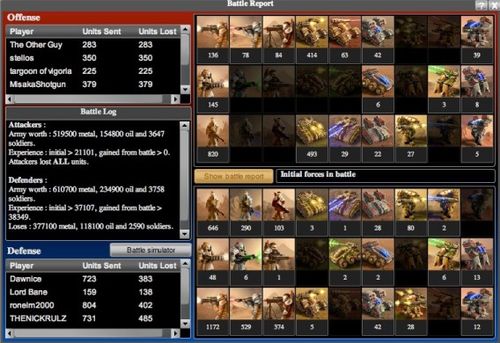 Battle Report
? X
Offense
Player Units Sent Units Lost
The Other Guy 283 283
stellos 350 350
targoon of vigoria 225 225
MisakaShotgun 379 379
Battle Log
Attackers :
Army worth : 519500 metal, 154800 oil and 3647
soldiers.
Experience : initial > 21101, gained from battle > 0.
Attackers lost ALL units.
Defenders :
Army worth : 610700 metal, 234900 oil and 3758
soldiers.
Experience : initial > 37107, gained from battle >
38349.
Loses : 377100 metal, 118100 oil and 2590 soldiers.
Defense
Battle simulator
Player Units Sent Units Lost
Dawnice 723 383
Lord Bane 159 138
ronelm2000 804 402
THENICKRULZ 731 485
136 78 84 414 63 42 39
145 6 3 8
820 493 29 22 27 5
Show battle report
Initial forces in battle
646 290 103 3 1 28 80 2
48 6 1 2 2 6 4 13
1172 529 374 5 42 28 12